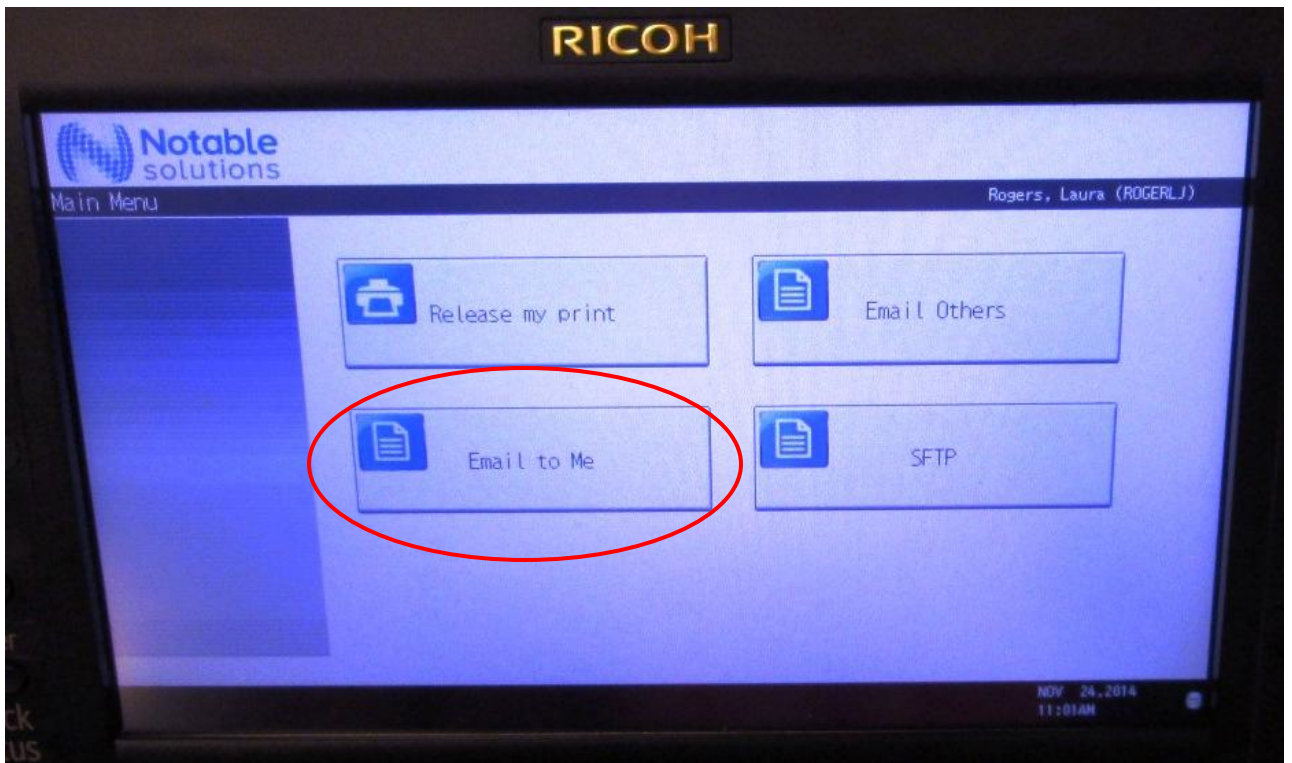 RICOH
Notable
solutions
Main Menu
Rogers, Laura (ROGERLJ)
Release my print
Email Others
Email to Me
SFTP
NOV 24,2014
11:01AM